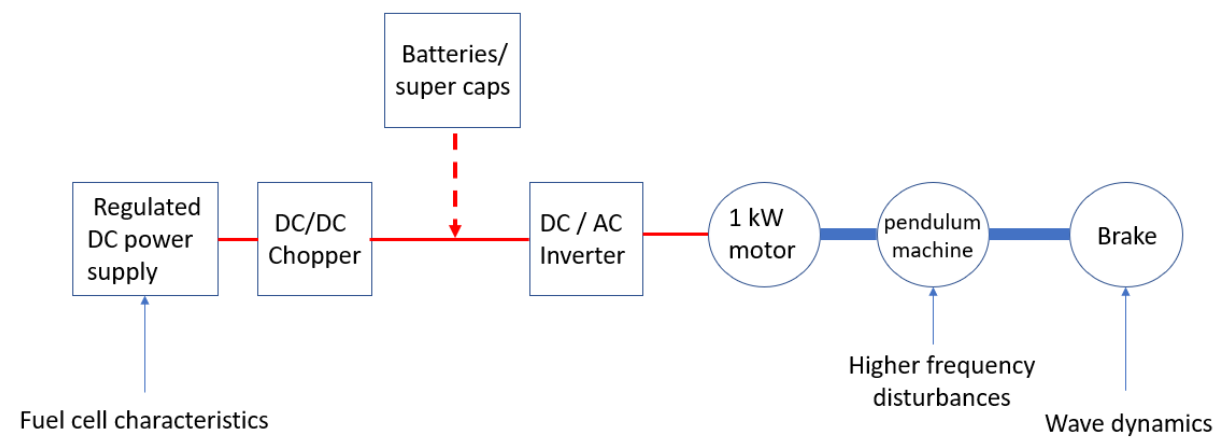 Batteries/
super caps
Regulated
DC power
supply
DC/DC
Chopper
DC / AC
Inverter
1 kW
motor
pendulum
machine
Brake
Fuel cell characteristics
Higher frequency
disturbances
Wave dynamics